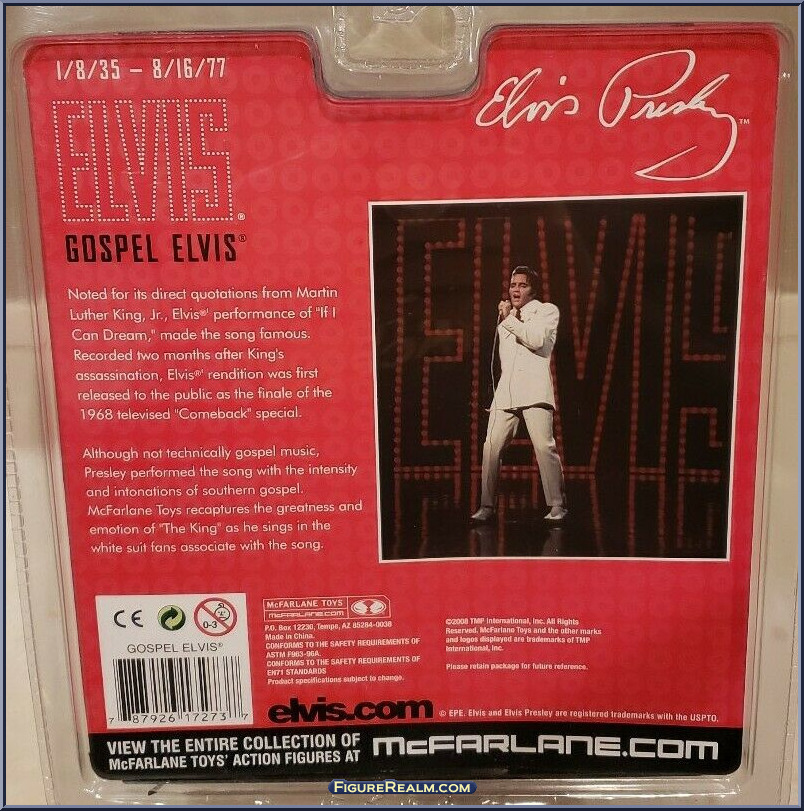 1/8/35 – 8/16/77
ELVIS®
GOSPEL ELVIS®
Elvis Presley™
Noted for its direct quotations from Martin
Luther King, Jr., Elvis®' performance of "If I
Can Dream," made the song famous.
Recorded two months after King's
assassination, Elvis®' rendition was first
released to the public as the finale of the
1968 televised "Comeback" special.
Although not technically gospel music,
Presley performed the song with the intensity
and intonations of southern gospel.
McFarlane Toys recaptures the greatness and
emotion of "The King" as he sings in the
white suit fans associate with the song.
ELVIS
CE
0-3
GOSPEL ELVIS®
7 87926 17273 7
McFARLANE TOYS
McFARLANE.COM
P.O. Box 12230, Tempe, AZ 85284-0038
Made in China.
CONFORMS TO THE SAFETY REQUIREMENTS OF
ASTM F963-96A.
CONFORMS TO THE SAFETY REQUIREMENTS OF
EN71 STANDARDS
Product specifications subject to change.
©2008 TMP International, Inc. All Rights
Reserved. McFarlane Toys and the other marks
and logos displayed are trademarks of TMP
International, Inc.
Please retain package for future reference.
elvis.com
© EPE. Elvis and Elvis Presley are registered trademarks with the USPTO.
VIEW THE ENTIRE COLLECTION OF
McFARLANE TOYS' ACTION FIGURES AT
McFARLANE.COM
FigureRealm.com